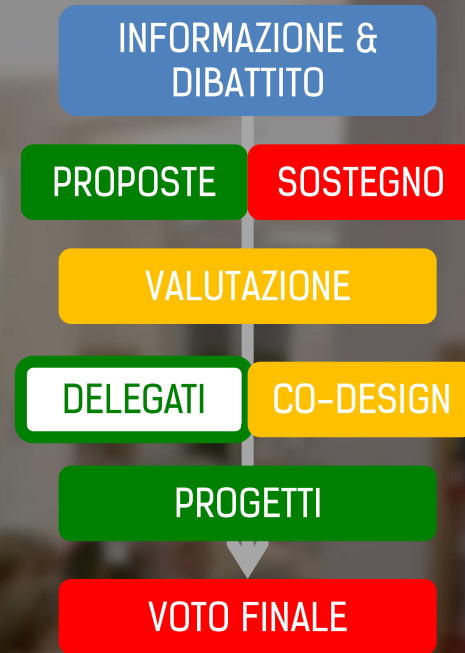 INFORMAZIONE &
DIBATTITO
PROPOSTE SOSTEGNO
VALUTAZIONE
DELEGATI CO-DESIGN
PROGETTI
VOTO FINALE